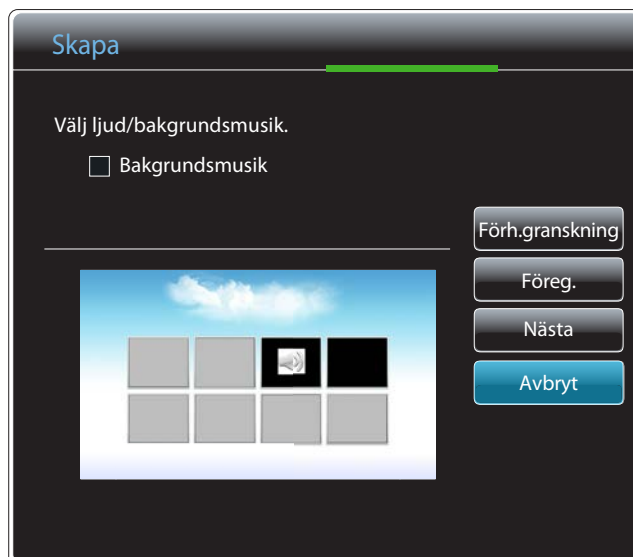 Skapa
Välj ljud/bakgrundsmusik.
Bakgrundsmusik
Förh.granskning
Föreg.
Nästa
Avbryt